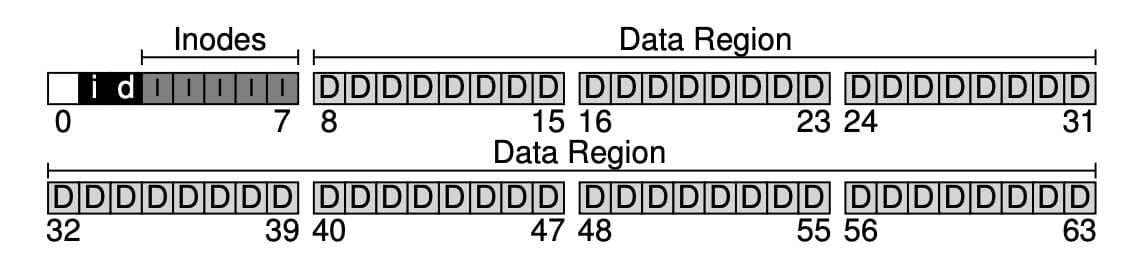 Inodes Data Region
i d I I I I I D D D D D D D D D D D D D D D D D D D D D D D D
0 7 8 15 16 23 24 31
Data Region
D D D D D D D D D D D D D D D D D D D D D D D D D D D D D D D D
32 39 40 47 48 55 56 63